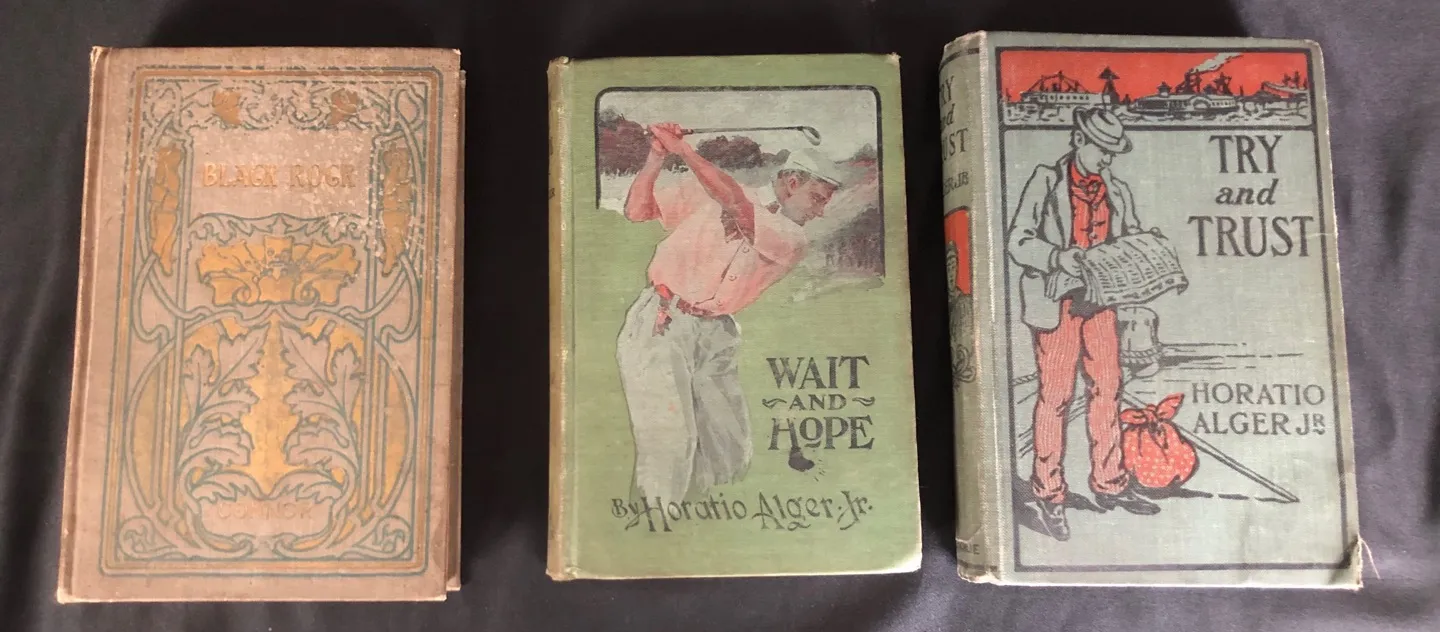 BLACK ROCK
CONNOR
WAIT
AND
HOPE
By Horatio Alger. Jr.
TRY
and
TRUST
HORATIO
ALGER JR